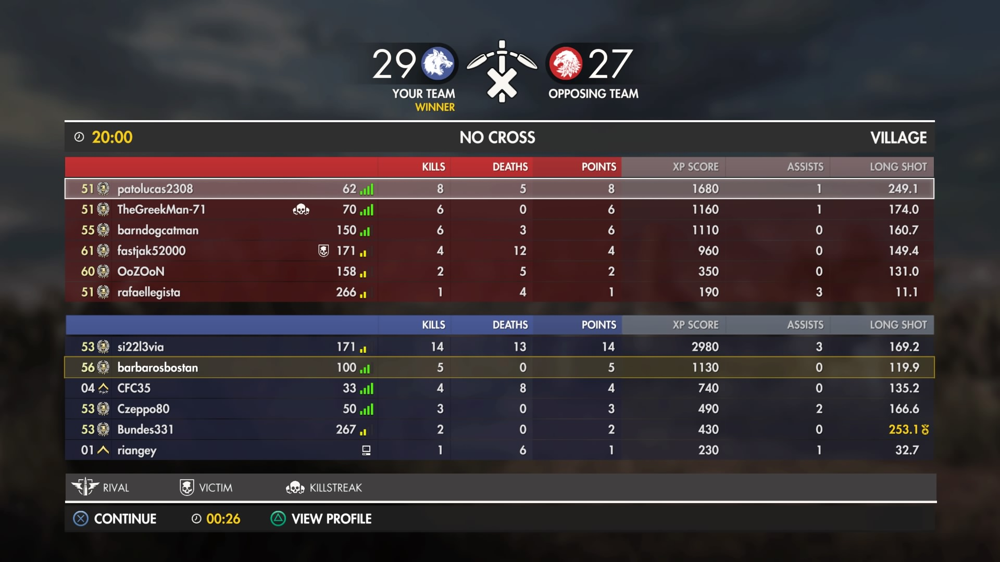 29 27
YOUR TEAM OPPOSING TEAM
WINNER
20:00 NO CROSS VILLAGE
KILLS DEATHS POINTS XP SCORE ASSISTS LONG SHOT
51 patolucas2308 62 8 5 8 1680 1 249.1
51 TheGreekMan-71 70 6 0 6 1160 1 174.0
55 barndogcatman 150 6 3 6 1110 0 160.7
61 fastjak52000 171 4 12 4 960 0 149.4
60 OoZOoN 158 2 5 2 350 0 131.0
51 rafaellegista 266 1 4 1 190 3 11.1
KILLS DEATHS POINTS XP SCORE ASSISTS LONG SHOT
53 si22l3via 171 14 13 14 2980 3 169.2
56 barbarosbostan 100 5 0 5 1130 0 119.9
04 CFC35 33 4 8 4 740 0 135.2
53 Czeppo80 50 3 0 3 490 2 166.6
53 Bundes331 267 2 0 2 430 0 253.1
01 riangey 1 6 1 230 1 32.7
RIVAL VICTIM KILLSTREAK
CONTINUE 00:26 VIEW PROFILE